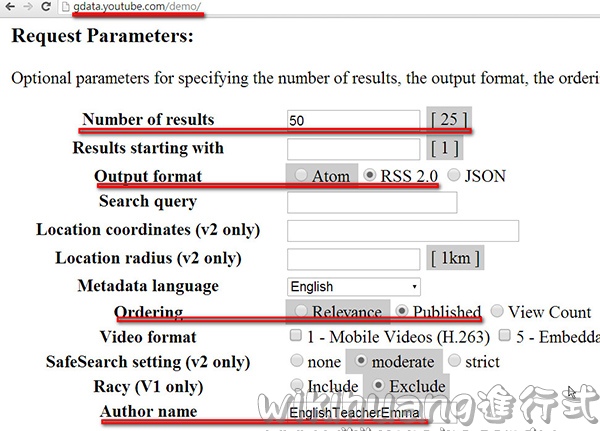 gdata.youtube.com/demo/
Request Parameters:
Optional parameters for specifying the number of results, the output format, the ordering
Number of results 50 [ 25 ]
Results starting with [ 1 ]
Output format Atom RSS 2.0 JSON
Search query
Location coordinates (v2 only)
Location radius (v2 only) [ 1km ]
Metadata language English
Ordering Relevance Published View Count
Video format 1 - Mobile Videos (H.263) 5 - Embedda
SafeSearch setting (v2 only) none moderate strict
Racy (V1 only) Include Exclude
wikihuang進行式
Author name EnglishTeacherEmma